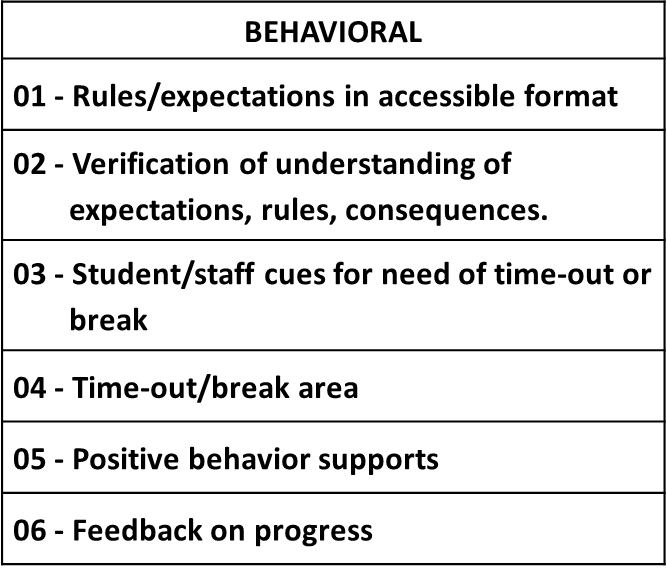 BEHAVIORAL
01 - Rules/expectations in accessible format
02 - Verification of understanding of
expectations, rules, consequences.
03 - Student/staff cues for need of time-out or
break
04 - Time-out/break area
05 - Positive behavior supports
06 - Feedback on progress